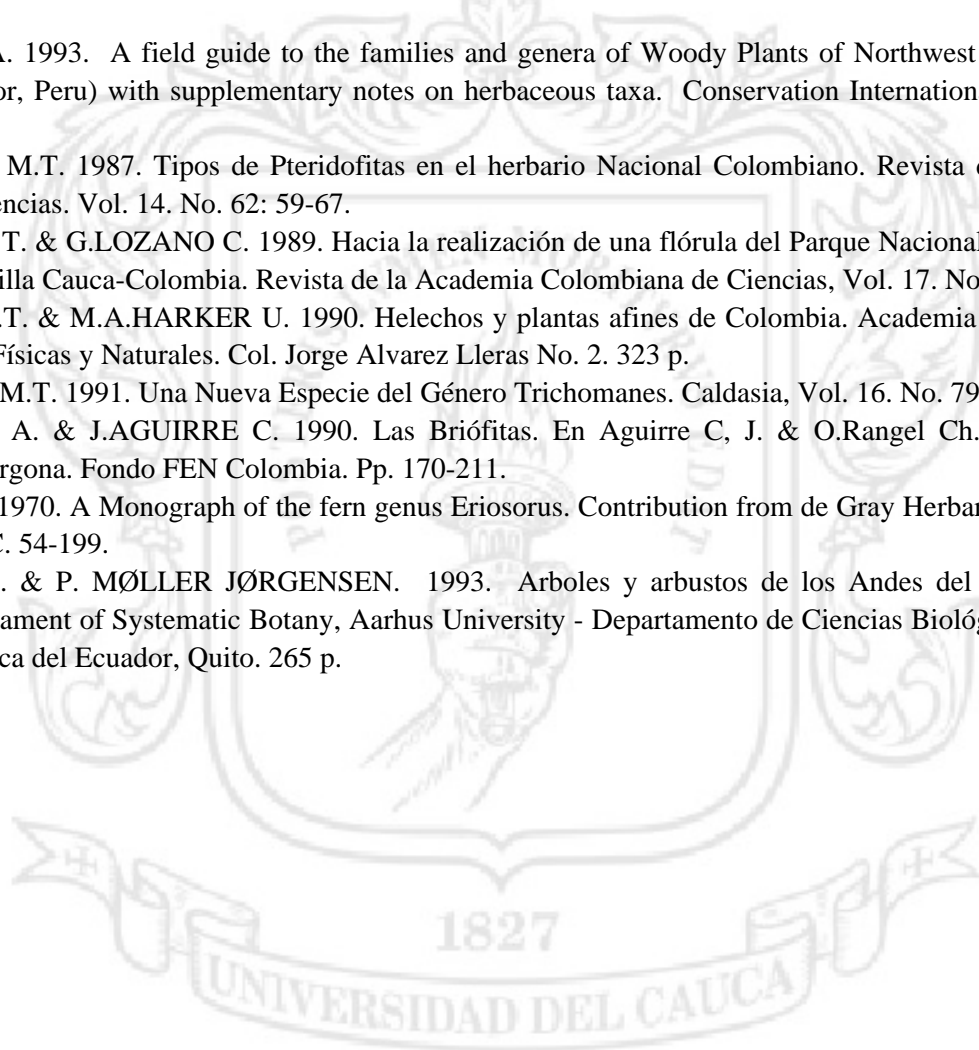 A. 1993. A field guide to the families and genera of Woody Plants of Northwest
or, Peru) with supplementary notes on herbaceous taxa. Conservation Internation
M.T. 1987. Tipos de Pteridofitas en el herbario Nacional Colombiano. Revista
encias. Vol. 14. No. 62: 59-67.
T. & G.LOZANO C. 1989. Hacia la realización de una flórula del Parque Nacional
illa Cauca-Colombia. Revista de la Academia Colombiana de Ciencias, Vol. 17. No
.T. & M.A.HARKER U. 1990. Helechos y plantas afines de Colombia. Academia
Físicas y Naturales. Col. Jorge Alvarez Lleras No. 2. 323 p.
M.T. 1991. Una Nueva Especie del Género Trichomanes. Caldasia, Vol. 16. No. 79
A. & J.AGUIRRE C. 1990. Las Briófitas. En Aguirre C, J. & O.Rangel Ch.
rgona. Fondo FEN Colombia. Pp. 170-211.
1970. A Monograph of the fern genus Eriosorus. Contribution from de Gray Herbar
C. 54-199.
. & P. MØLLER JØRGENSEN. 1993. Arboles y arbustos de los Andes del
ament of Systematic Botany, Aarhus University - Departamento de Ciencias Biológ
ica del Ecuador, Quito. 265 p.
1827
UNIVERSIDAD DEL CAUCA